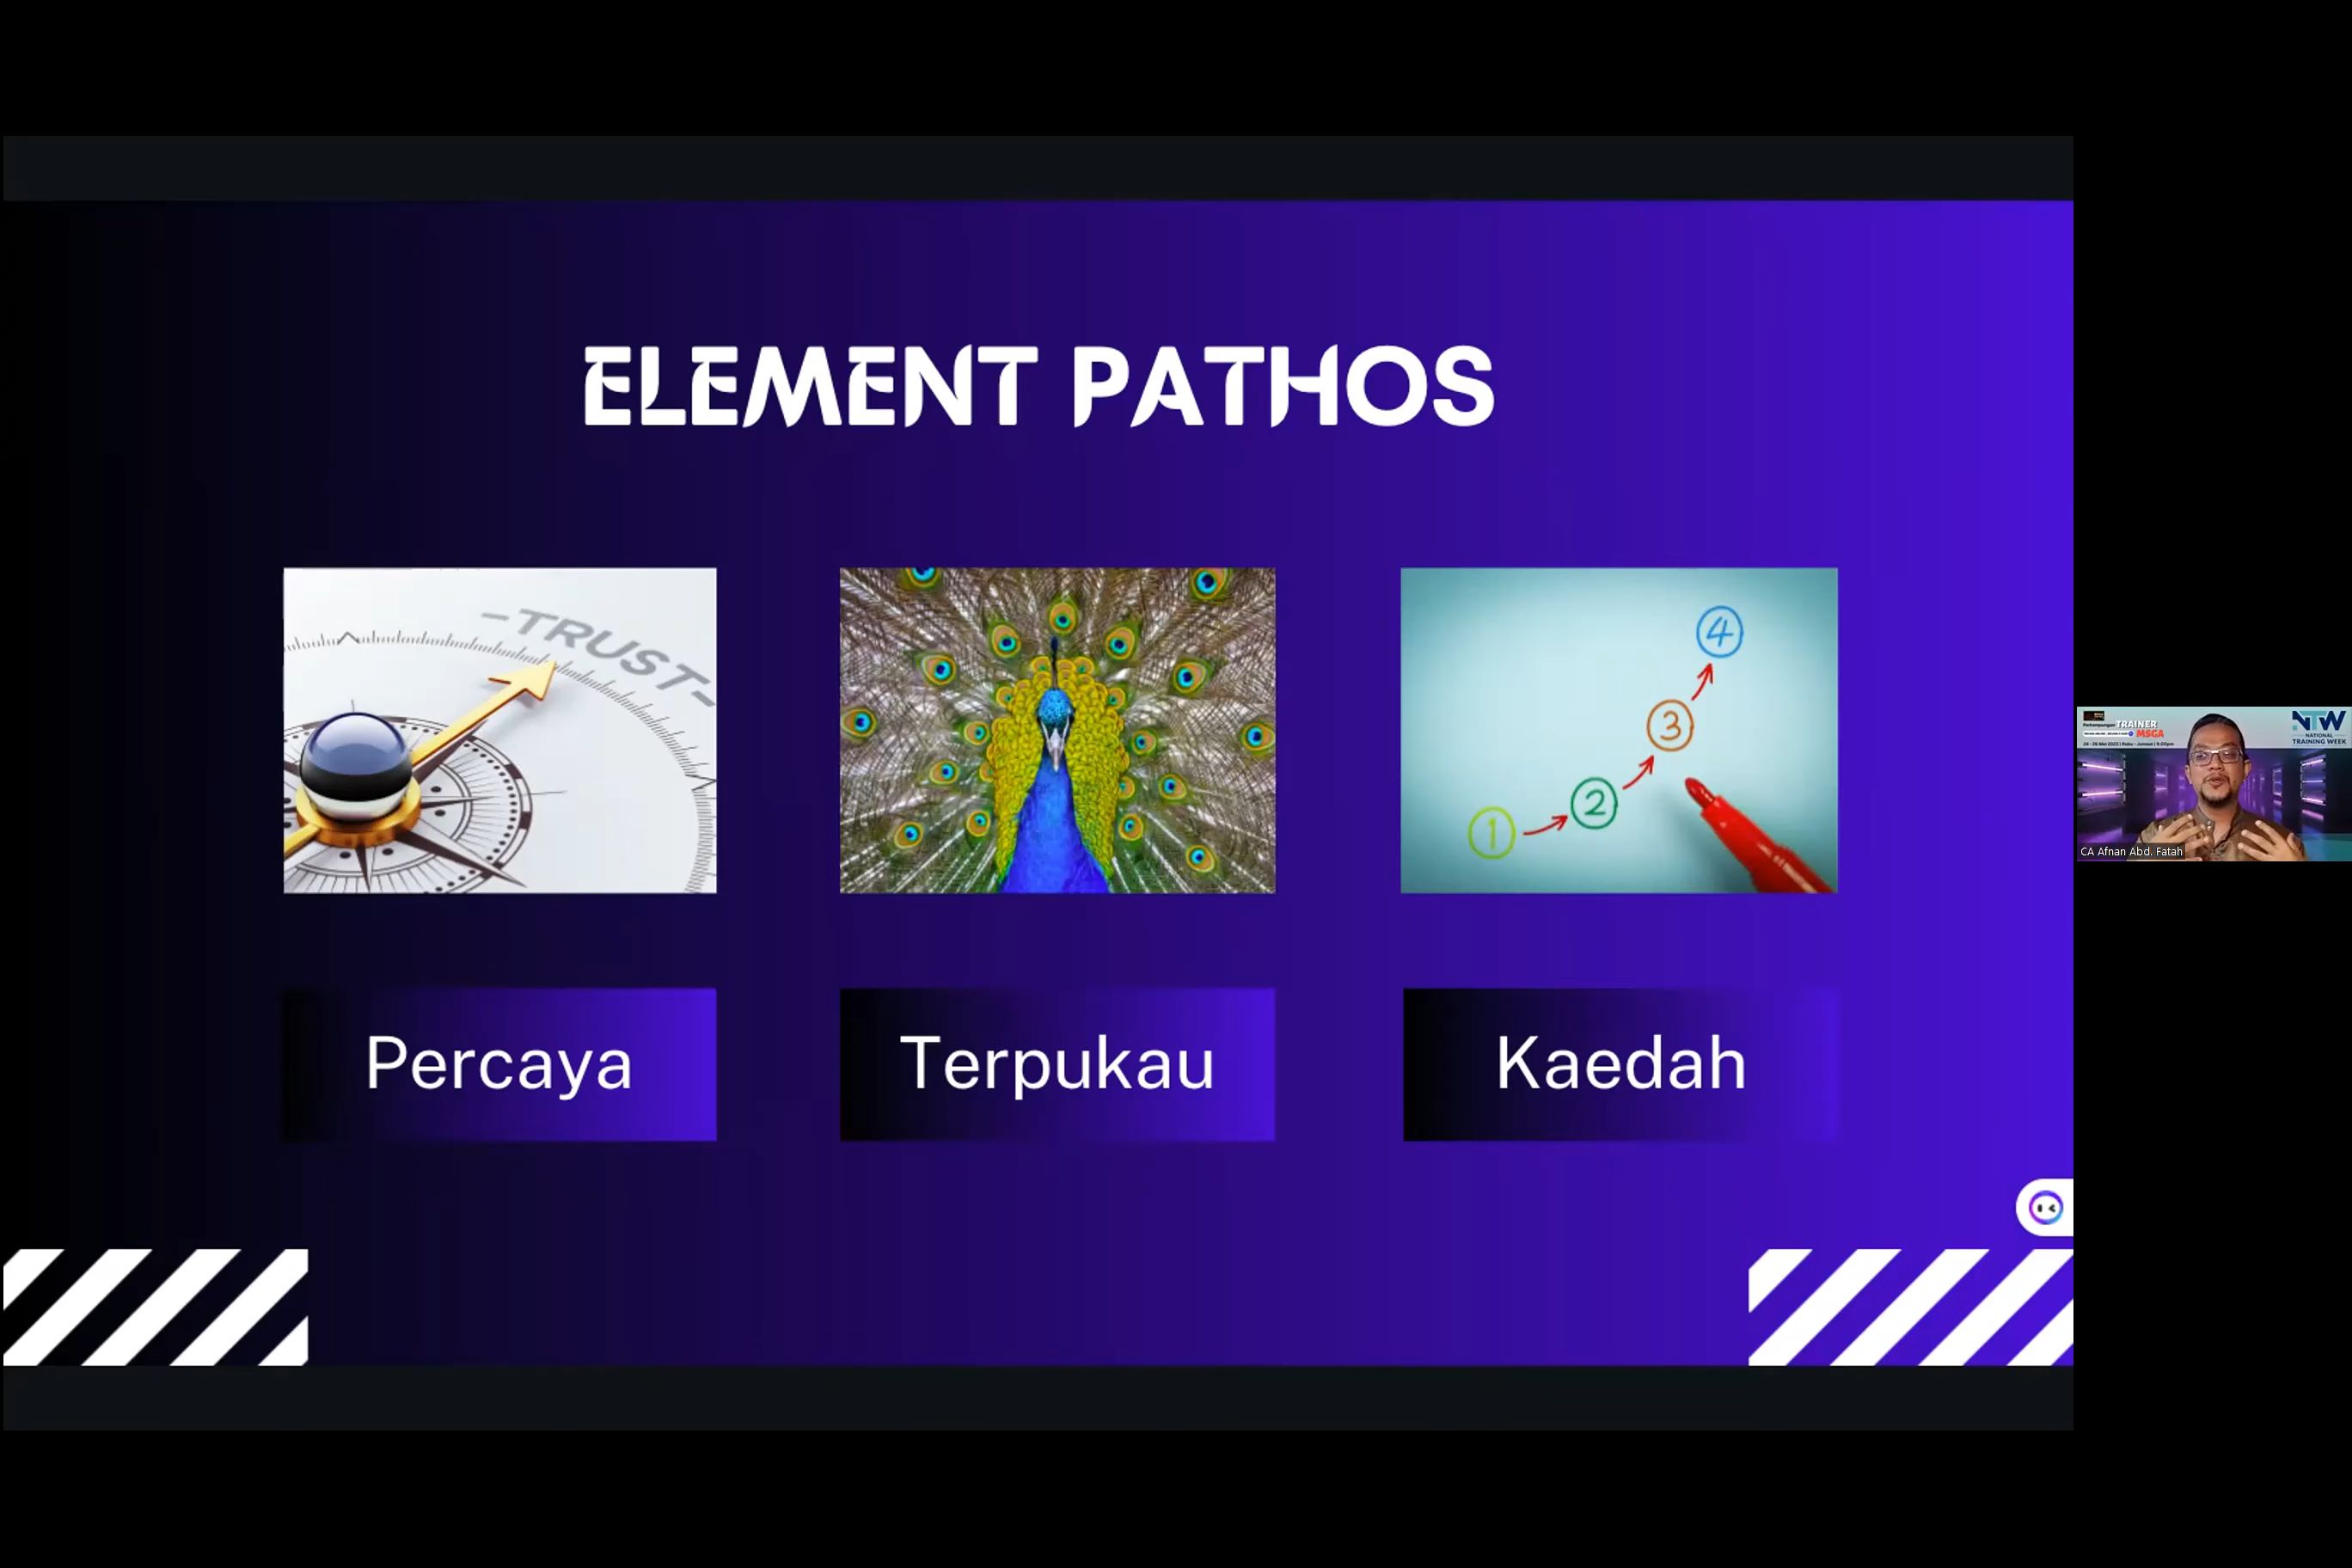 ELEMENT PATHOS
-TRUST-
1
2
3
4
Percaya
Terpukau
Kaedah
TRAINER
MSGA
NTW
NATIONAL
TRAINING WEEK
CA Afnan Abd. Fatah